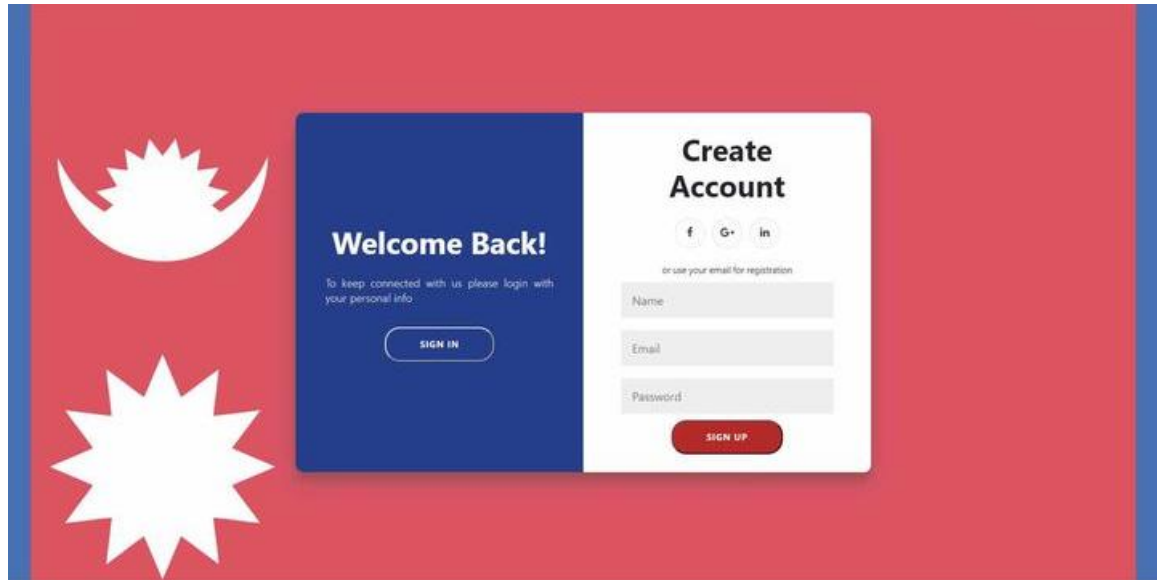 Welcome Back!
To keep connected with us please login with
your personal info
SIGN IN
Create
Account
f G+ in
or use your email for registration
Name
Email
Password
SIGN UP